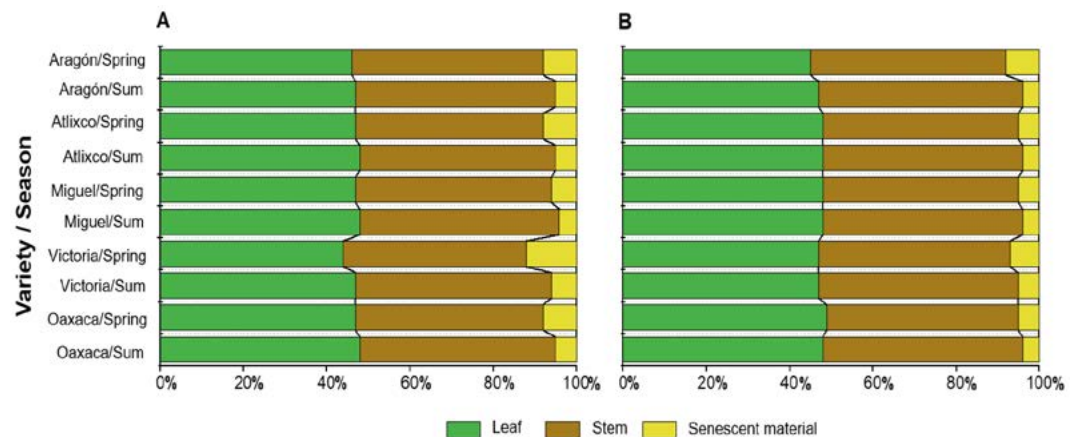 A
B
Variety / Season
Aragón/Spring
Aragón/Sum
Atlixco/Spring
Atlixco/Sum
Miguel/Spring
Miguel/Sum
Victoria/Spring
Victoria/Sum
Oaxaca/Spring
Oaxaca/Sum
0% 20% 40% 60% 80% 100%
0% 20% 40% 60% 80% 100%
Leaf Stem Senescent material